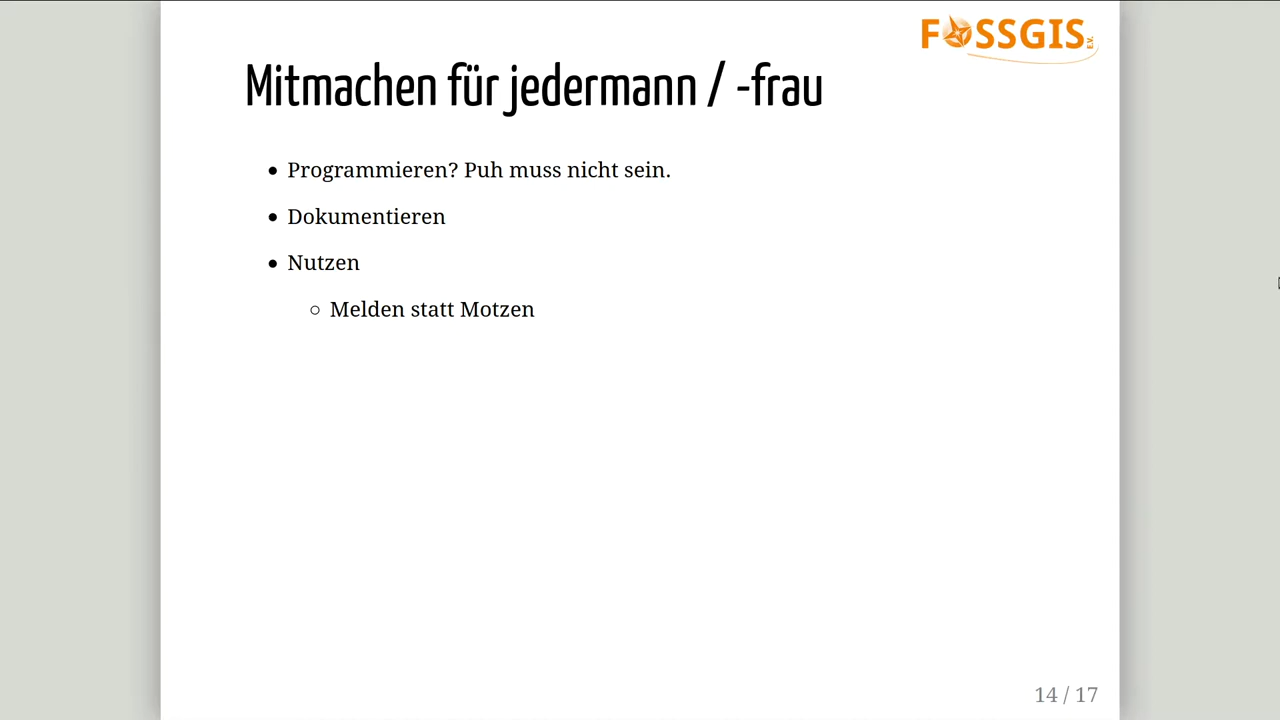 FOSSGIS e.V.
Mitmachen für jedermann / -frau
Programmieren? Puh muss nicht sein.
Dokumentieren
Nutzen
Melden statt Motzen
14 / 17